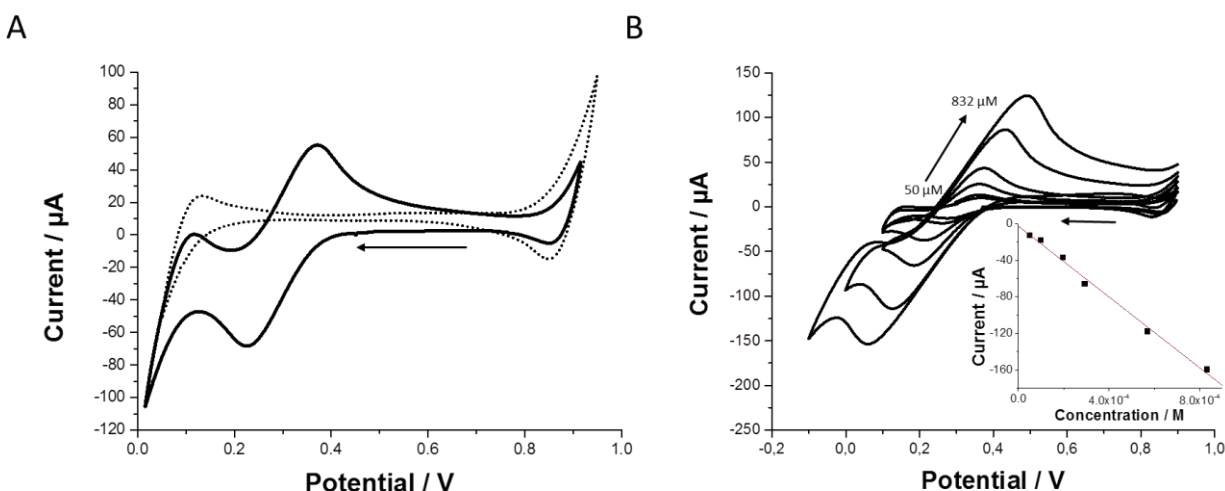 A
100
80
60
40
20
0
-20
-40
-60
-80
-100
-120
0.0 0.2 0.4 0.6 0.8 1.0
Current / µA
Potential / V
B
150
100
50
0
-50
-100
-150
-200
-250
-0,2 0,0 0,2 0,4 0,6 0,8 1,0
Current / µA
Potential / V
832 µM
50 µM
0
-40
-80
-120
-160
0.0 4.0x10⁻⁴ 8.0x10⁻⁴
Current / µA
Concentration / M